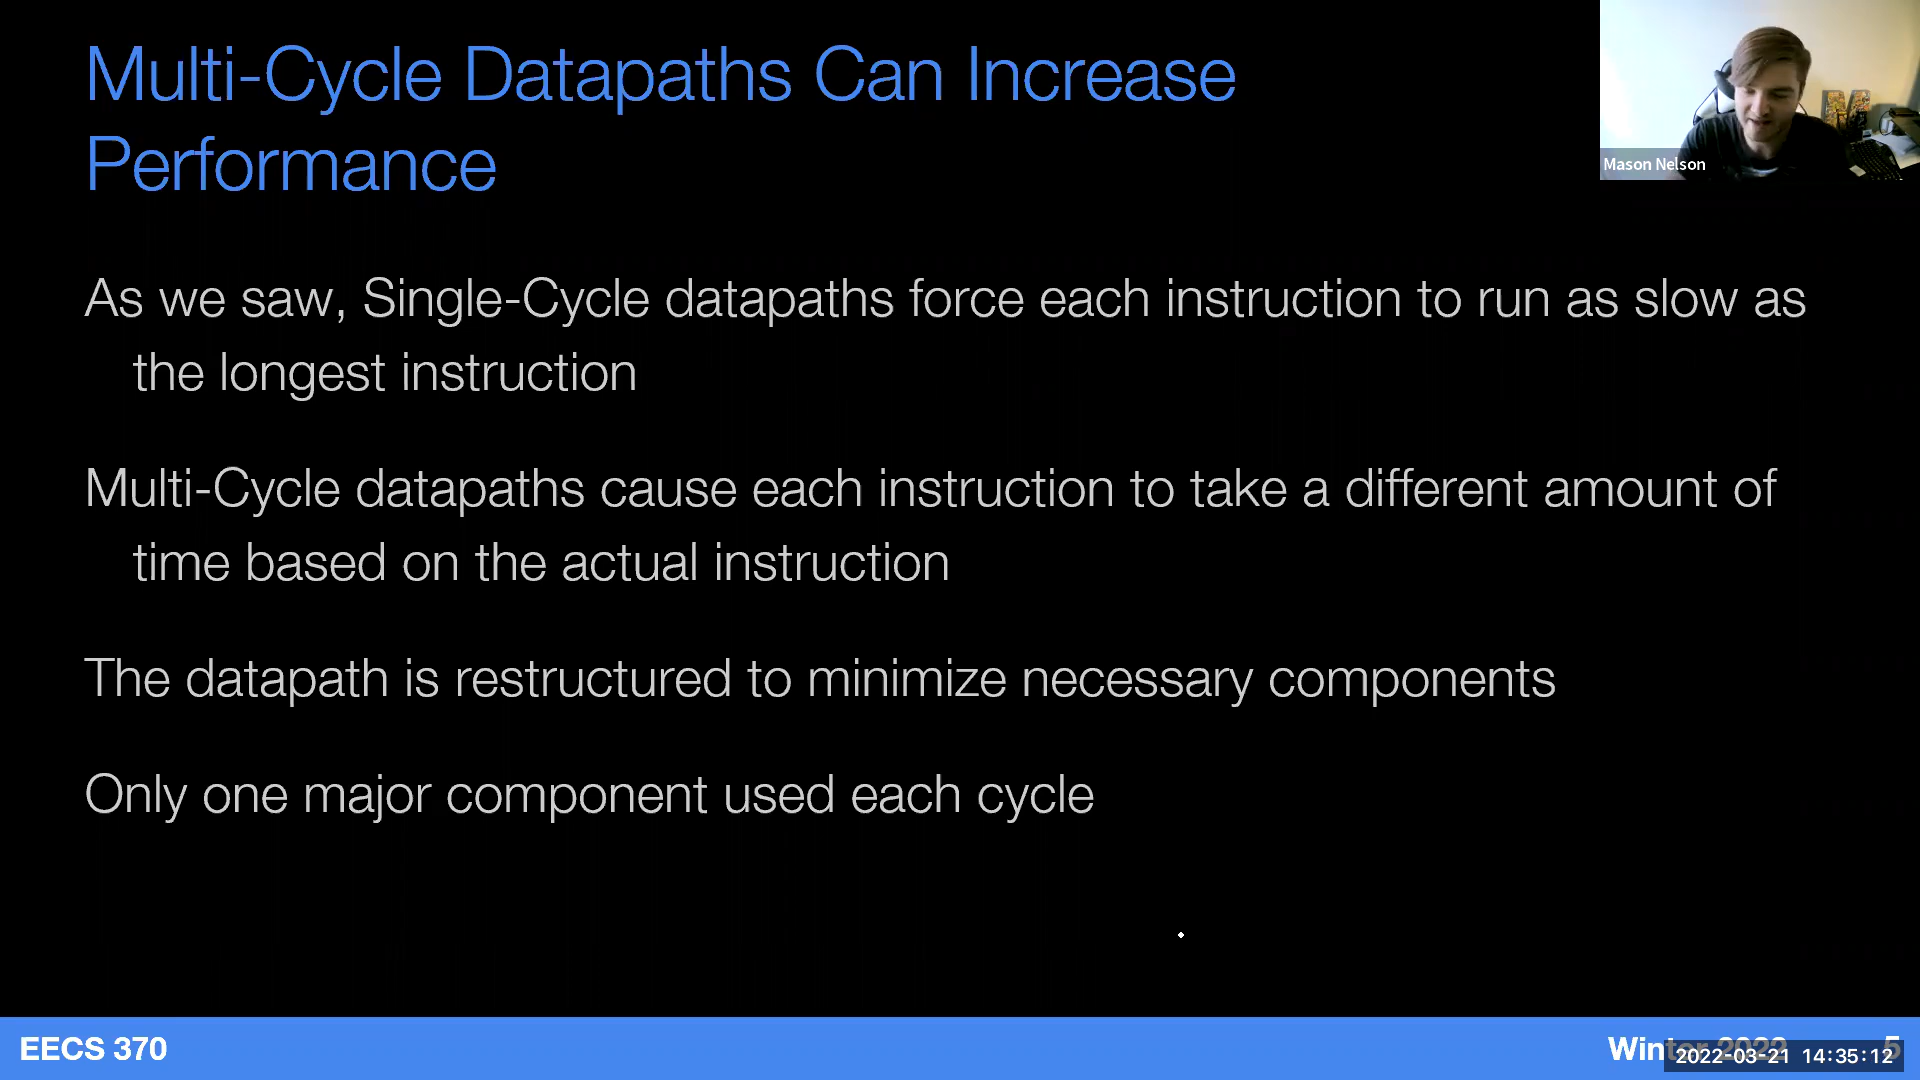 Multi-Cycle Datapaths Can Increase
Performance
Mason Nelson
As we saw, Single-Cycle datapaths force each instruction to run as slow as
the longest instruction
Multi-Cycle datapaths cause each instruction to take a different amount of
time based on the actual instruction
The datapath is restructured to minimize necessary components
Only one major component used each cycle
EECS 370
Winter 2022 5
2022-03-21 14:35:12